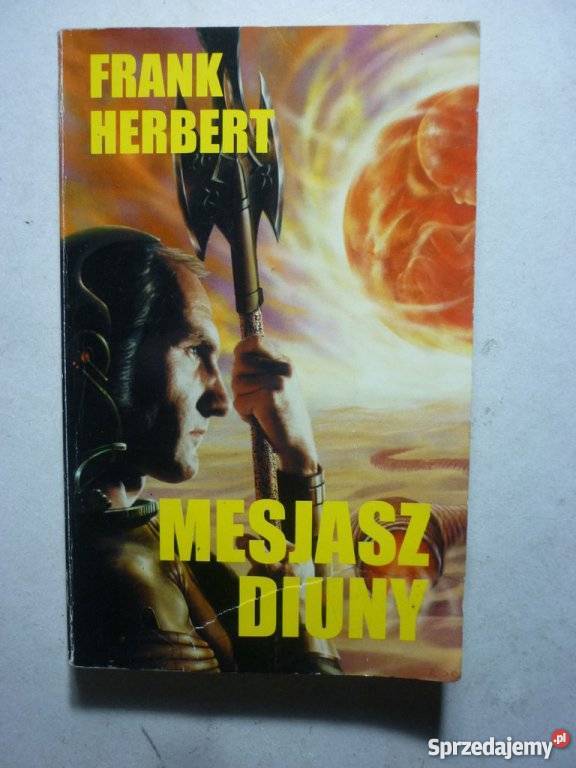 FRANK
HERBERT
MESJASZ
DIUNY
Sprzedajemy.pl